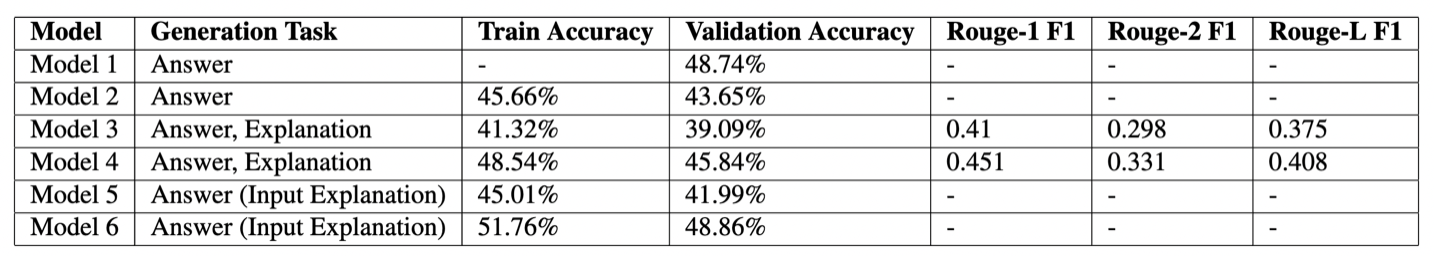 Model Generation Task Train Accuracy Validation Accuracy Rouge-1 F1 Rouge-2 F1 Rouge-L F1
Model 1 Answer - 48.74% - - -
Model 2 Answer 45.66% 43.65% - - -
Model 3 Answer, Explanation 41.32% 39.09% 0.41 0.298 0.375
Model 4 Answer, Explanation 48.54% 45.84% 0.451 0.331 0.408
Model 5 Answer (Input Explanation) 45.01% 41.99% - - -
Model 6 Answer (Input Explanation) 51.76% 48.86% - - -